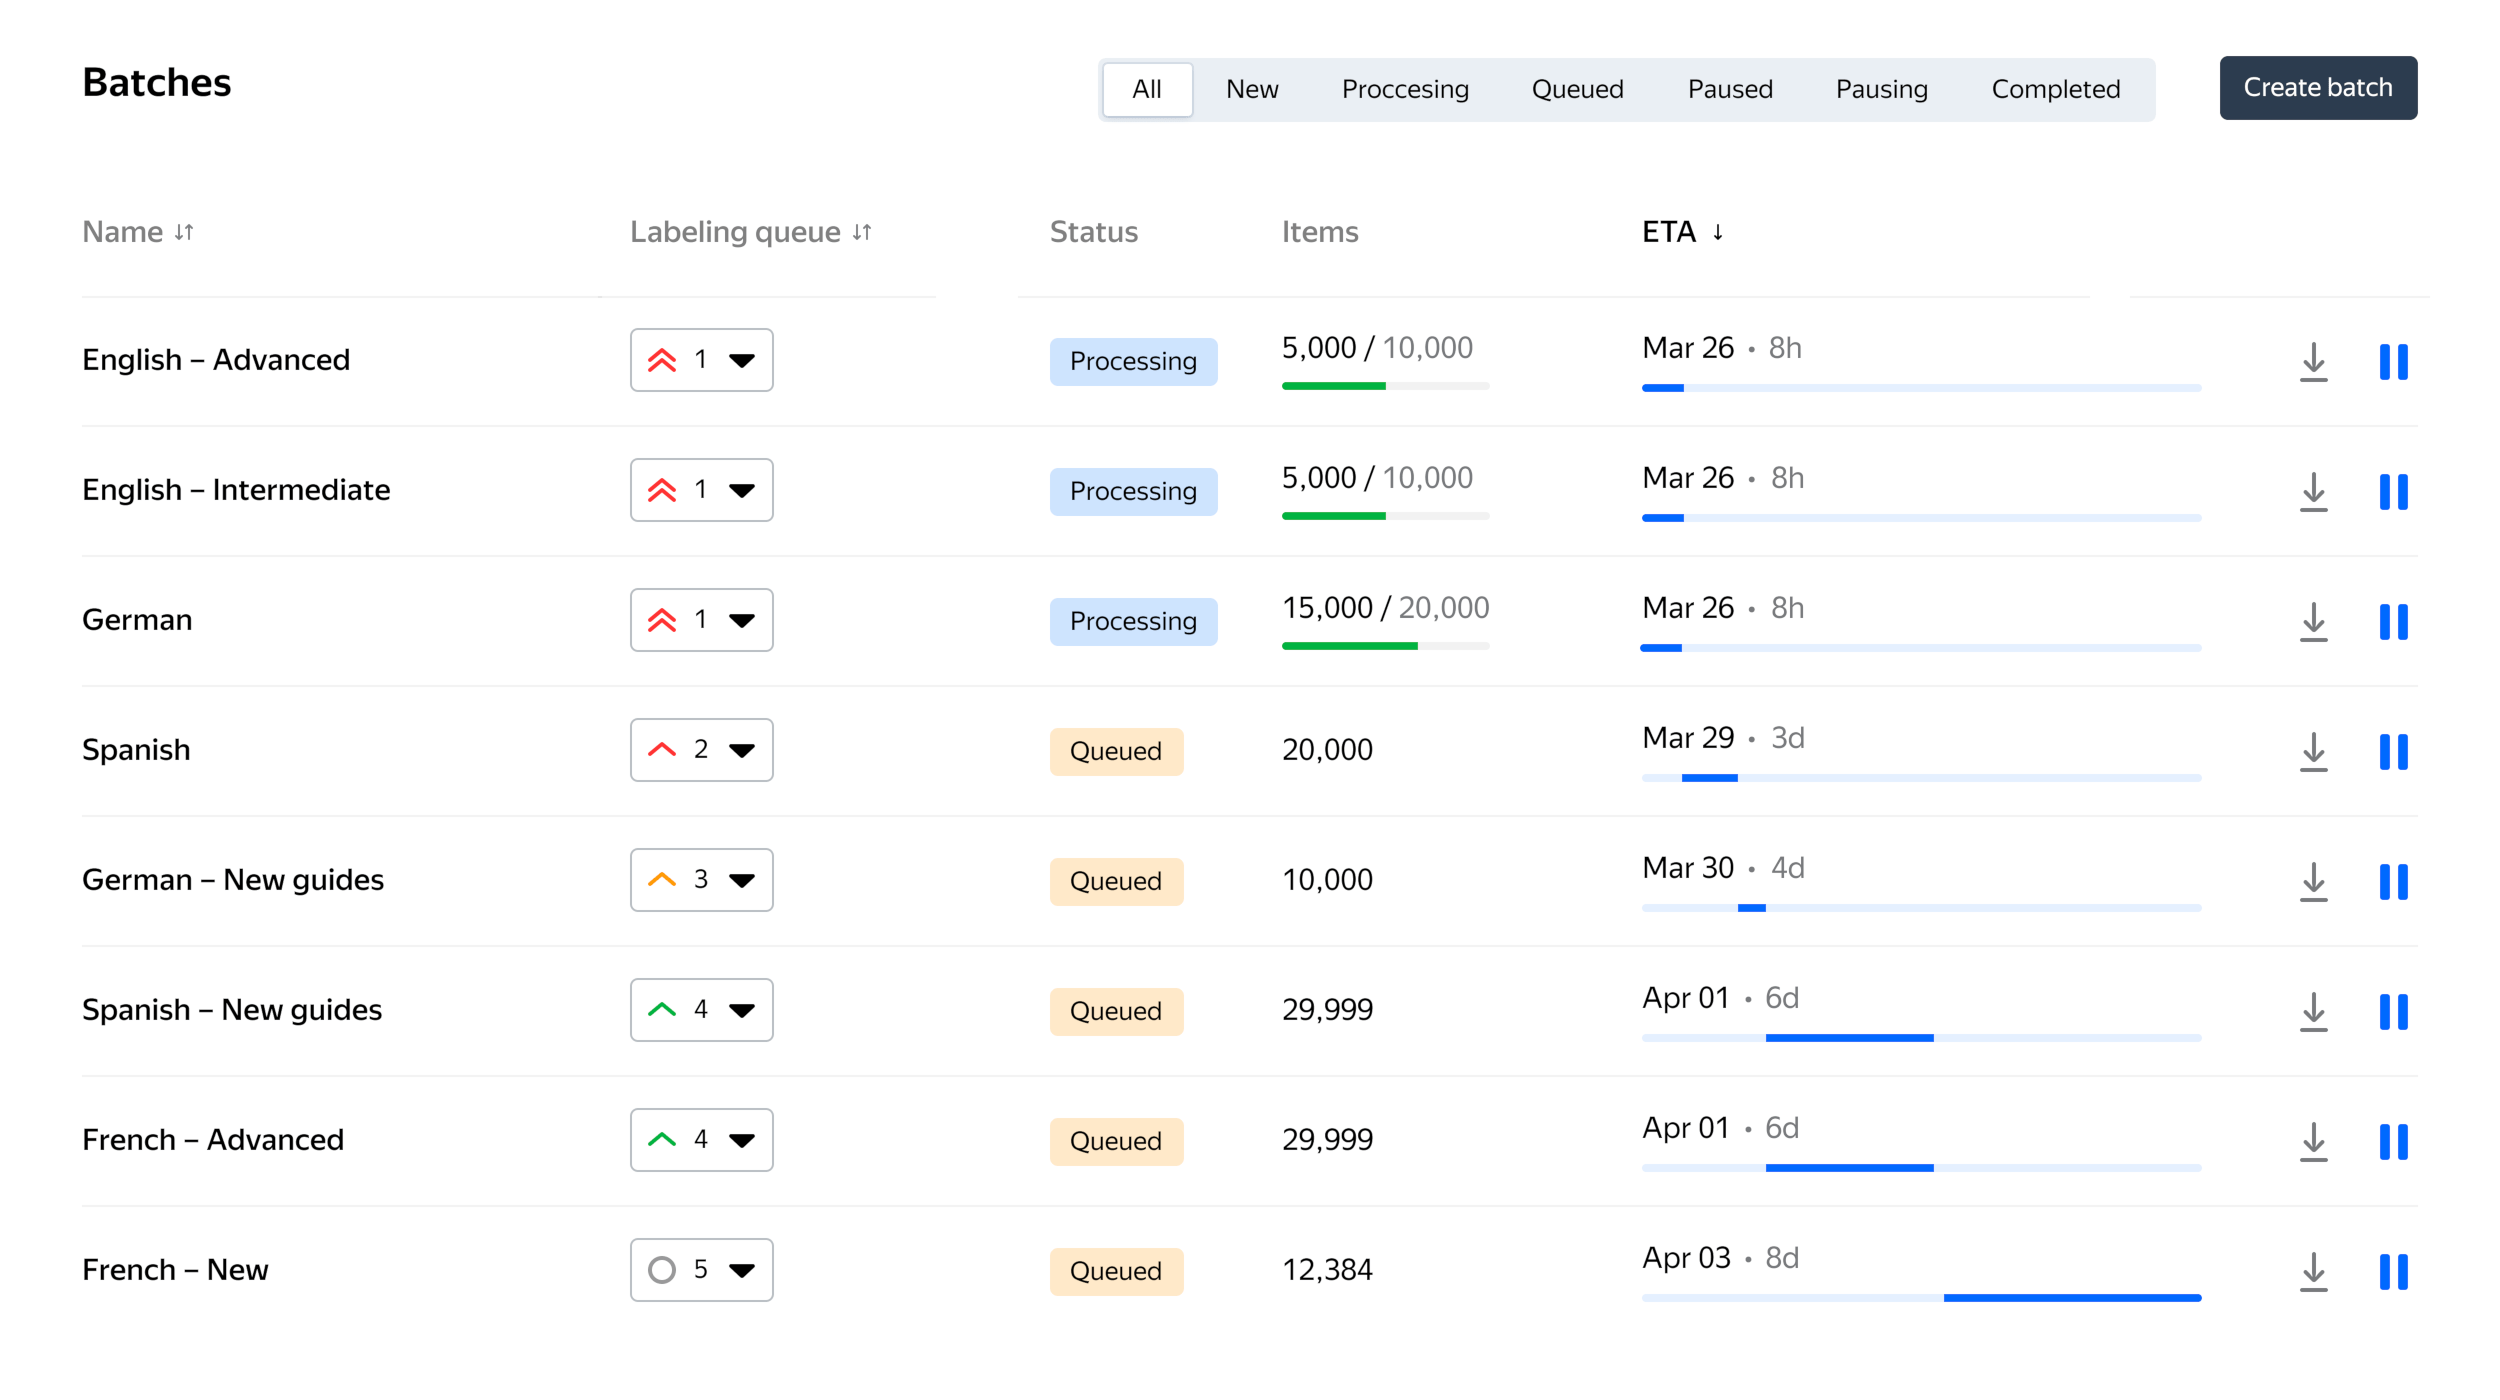 Batches
All New Proccesing Queued Paused Pausing Completed
Create batch
Name Labeling queue Status Items ETA
English – Advanced 1 Processing 5,000 / 10,000 Mar 26 • 8h
English – Intermediate 1 Processing 5,000 / 10,000 Mar 26 • 8h
German 1 Processing 15,000 / 20,000 Mar 26 • 8h
Spanish 2 Queued 20,000 Mar 29 • 3d
German – New guides 3 Queued 10,000 Mar 30 • 4d
Spanish – New guides 4 Queued 29,999 Apr 01 • 6d
French – Advanced 4 Queued 29,999 Apr 01 • 6d
French – New 5 Queued 12,384 Apr 03 • 8d